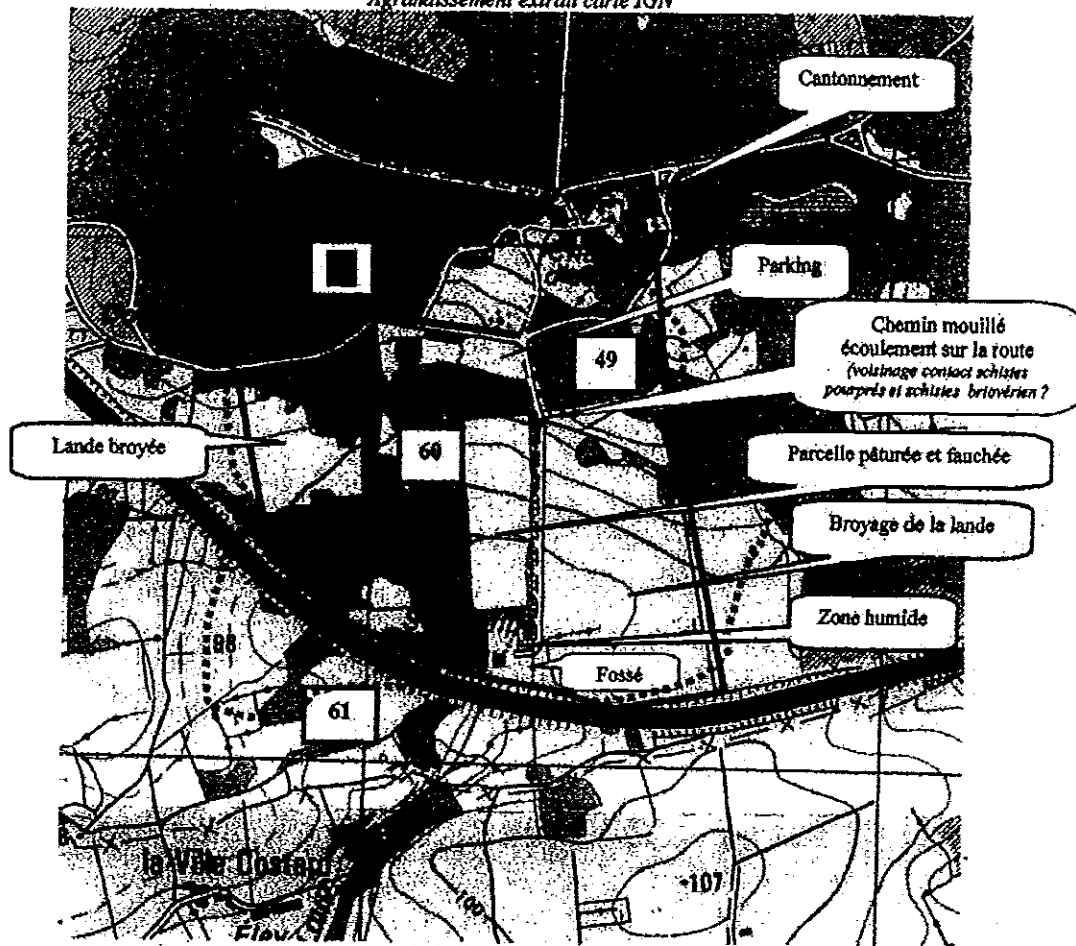 Agrandissement extrait carte IGN
Cantonnement
Parking
49
Chemin mouillé
écoulement sur la route
(voisinage contact schistes
pourprés et schistes briovérien ?
Lande broyée
60
Parcelle pâturée et fauchée
Broyage de la lande
Zone humide
98
Fossé
61
la Ville
107
100